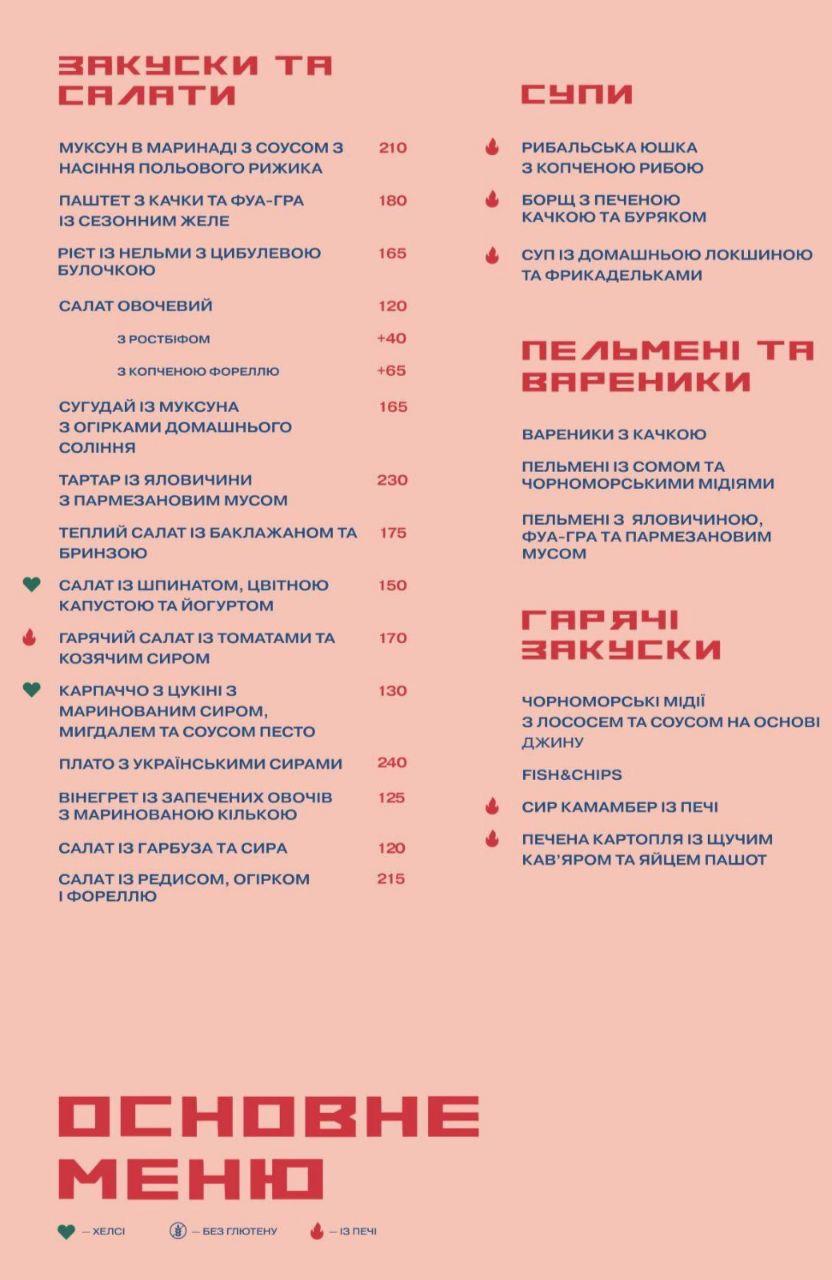 ЗАКУСКИ ТА
САЛАТИ
МУКСУН В МАРИНАДІ З СОУСОМ З 210
НАСІННЯ ПОЛЬОВОГО РИЖИКА
ПАШТЕТ З КАЧКИ ТА ФУА-ГРА 180
ІЗ СЕЗОННИМ ЖЕЛЕ
РІЄТ ІЗ НЕЛЬМИ З ЦИБУЛЕВОЮ 165
БУЛОЧКОЮ
САЛАТ ОВОЧЕВИЙ 120
З РОСТБІФОМ +40
З КОПЧЕНОЮ ФОРЕЛЛЮ +65
СУГУДАЙ ІЗ МУКСУНА 165
З ОГІРКАМИ ДОМАШНЬОГО
СОЛІННЯ
ТАРТАР ІЗ ЯЛОВИЧИНИ 230
З ПАРМЕЗАНОВИМ МУСОМ
ТЕПЛИЙ САЛАТ ІЗ БАКЛАЖАНОМ ТА 175
БРИНЗОЮ
САЛАТ ІЗ ШПИНАТОМ, ЦВІТНОЮ 150
КАПУСТОЮ ТА ЙОГУРТОМ
ГАРЯЧИЙ САЛАТ ІЗ ТОМАТАМИ ТА 170
КОЗЯЧИМ СИРОМ
КАРПАЧЧО З ЦУКІНІ З 130
МАРИНОВАНИМ СИРОМ,
МИГДАЛЕМ ТА СОУСОМ ПЕСТО
ПЛАТО З УКРАЇНСЬКИМИ СИРАМИ 240
ВІНЕГРЕТ ІЗ ЗАПЕЧЕНИХ ОВОЧІВ 125
З МАРИНОВАНОЮ КІЛЬКОЮ
САЛАТ ІЗ ГАРБУЗА ТА СИРА 120
САЛАТ ІЗ РЕДИСОМ, ОГІРКОМ 215
І ФОРЕЛЛЮ
СУПИ
РИБАЛЬСЬКА ЮШКА
З КОПЧЕНОЮ РИБОЮ
БОРЩ З ПЕЧЕНОЮ
КАЧКОЮ ТА БУРЯКОМ
СУП ІЗ ДОМАШНЬОЮ ЛОКШИНОЮ
ТА ФРИКАДЕЛЬКАМИ
ПЕЛЬМЕНІ ТА
ВАРЕНИКИ
ВАРЕНИКИ З КАЧКОЮ
ПЕЛЬМЕНІ ІЗ СОМОМ ТА
ЧОРНОМОРСЬКИМИ МІДІЯМИ
ПЕЛЬМЕНІ З ЯЛОВИЧИНОЮ,
ФУА-ГРА ТА ПАРМЕЗАНОВИМ
МУСОМ
ГАРЯЧІ
ЗАКУСКИ
ЧОРНОМОРСЬКІ МІДІЇ
З ЛОСОСЕМ ТА СОУСОМ НА ОСНОВІ
ДЖИНУ
FISH&CHIPS
СИР КАМАМБЕР ІЗ ПЕЧІ
ПЕЧЕНА КАРТОПЛЯ ІЗ ЩУЧИМ
КАВ’ЯРОМ ТА ЯЙЦЕМ ПАШОТ
ОСНОВНЕ
МЕНЮ
– ХЕЛСІ – БЕЗ ГЛЮТЕНУ – ІЗ ПЕЧІ